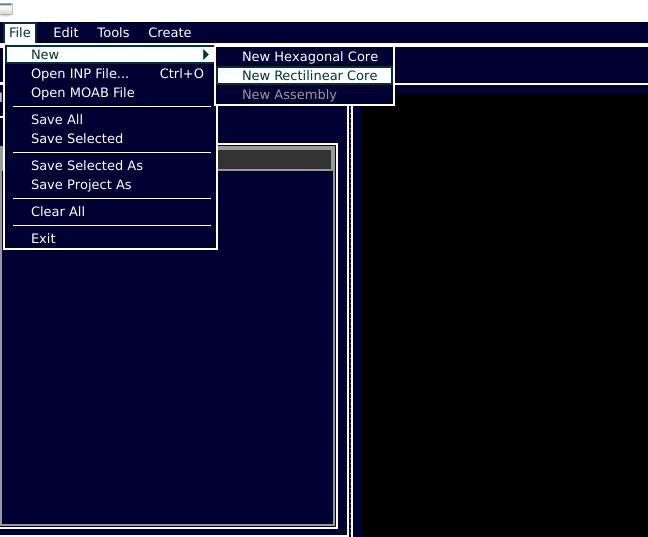 File Edit Tools Create
New
Open INP File... Ctrl+O
Open MOAB File
Save All
Save Selected
Save Selected As
Save Project As
Clear All
Exit
New Hexagonal Core
New Rectilinear Core
New Assembly